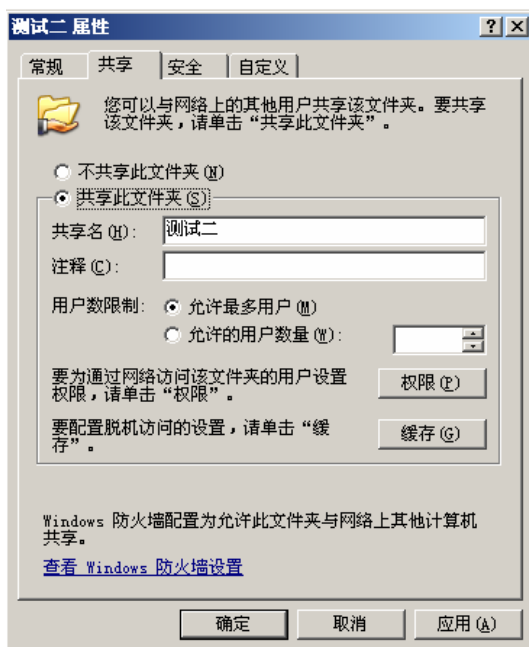 测试二 属性
常规 共享 安全 自定义
您可以与网络上的其他用户共享该文件夹。要共享
该文件夹，请单击“共享此文件夹”。
不共享此文件夹(N)
共享此文件夹(S)
共享名(H): 测试二
注释(C):
用户数限制: 允许最多用户(M)
允许的用户数量(W):
要为通过网络访问该文件夹的用户设置
权限，请单击“权限”。
权限(P)
要配置脱机访问的设置，请单击“缓
存”。
缓存(G)
Windows 防火墙配置为允许此文件夹与网络上其他计算机
共享。
查看 Windows 防火墙设置
确定 取消 应用(A)